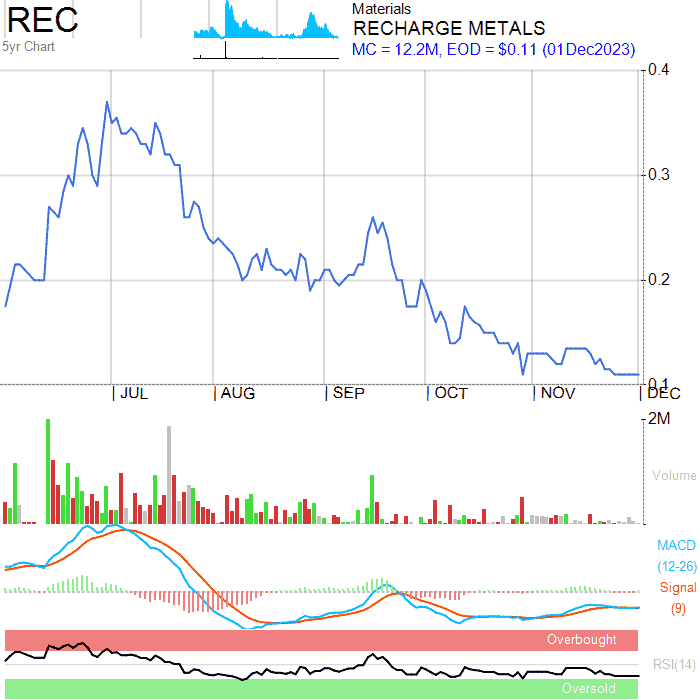 REC
5yr Chart
Materials
RECHARGE METALS
MC = 12.2M, EOD = $0.11 (01Dec2023)
0.4
0.3
0.2
0.1
JUL AUG SEP OCT NOV DEC
2M
Volume
MACD
(12-26)
Signal
(9)
Overbought
RSI(14)
Oversold